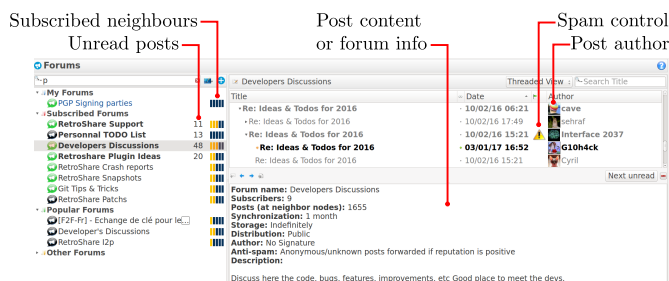 Subscribed neighbours
Post content
Spam control
Unread posts
or forum info
Post author
Forums
p
Developers Discussions
Threaded View
Search Title
My Forums
PGP Signing parties
Subscribed Forums
RetroShare Support 11
Personnal TODO List 13
Developers Discussions 48
Retroshare Plugin Ideas 20
RetroShare Crash reports
RetroShare Snapshots
Git Tips & Tricks
RetroShare Patchs
Popular Forums
[F2F-Fr] - Echange de clé pour le...
Developer's Discussions
RetroShare l2p
Other Forums
Title Date Author
Re: Ideas & Todos for 2016 10/02/16 06:21 cave
Re: Ideas & Todos for 2016 10/02/16 17:49 sehraf
Re: Ideas & Todos for 2016 10/02/16 15:21 Interface 2037
Re: Ideas & Todos for 2016 03/01/17 16:52 G10h4ck
Re: Ideas & Todos for 2016 10/02/16 15:21 Cyril
Next unread
Forum name: Developers Discussions
Subscribers: 9
Posts (at neighbor nodes): 1655
Synchronization: 1 month
Storage: Indefinitely
Distribution: Public
Author: No Signature
Anti-spam: Anonymous/unknown posts forwarded if reputation is positive
Description:
Discuss here the code, bugs, features, improvements, etc Good place to meet the devs.